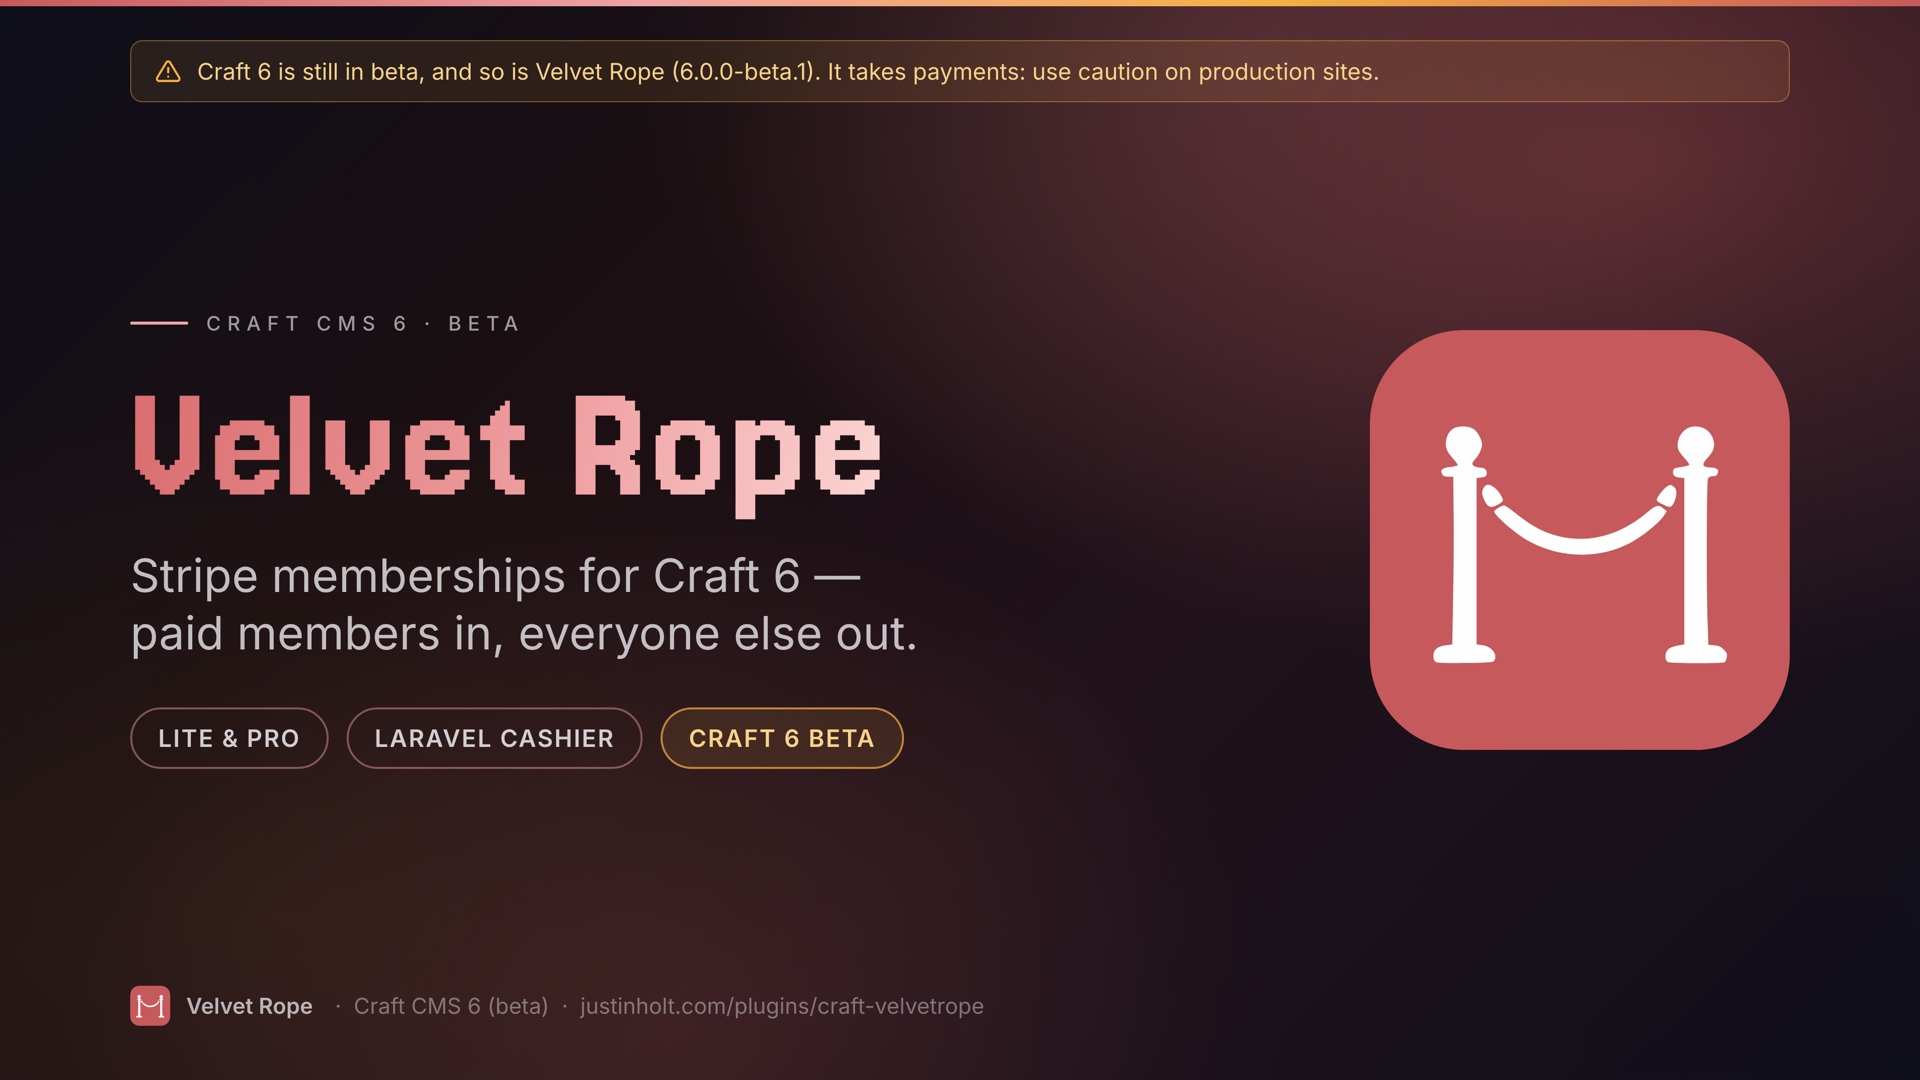 Craft 6 is still in beta, and so is Velvet Rope (6.0.0-beta.1). It takes payments: use caution on production sites.
CRAFT CMS 6 · BETA
Velvet Rope
Stripe memberships for Craft 6 —
paid members in, everyone else out.
LITE & PRO
LARAVEL CASHIER
CRAFT 6 BETA
Velvet Rope · Craft CMS 6 (beta) · justinholt.com/plugins/craft-velvetrope